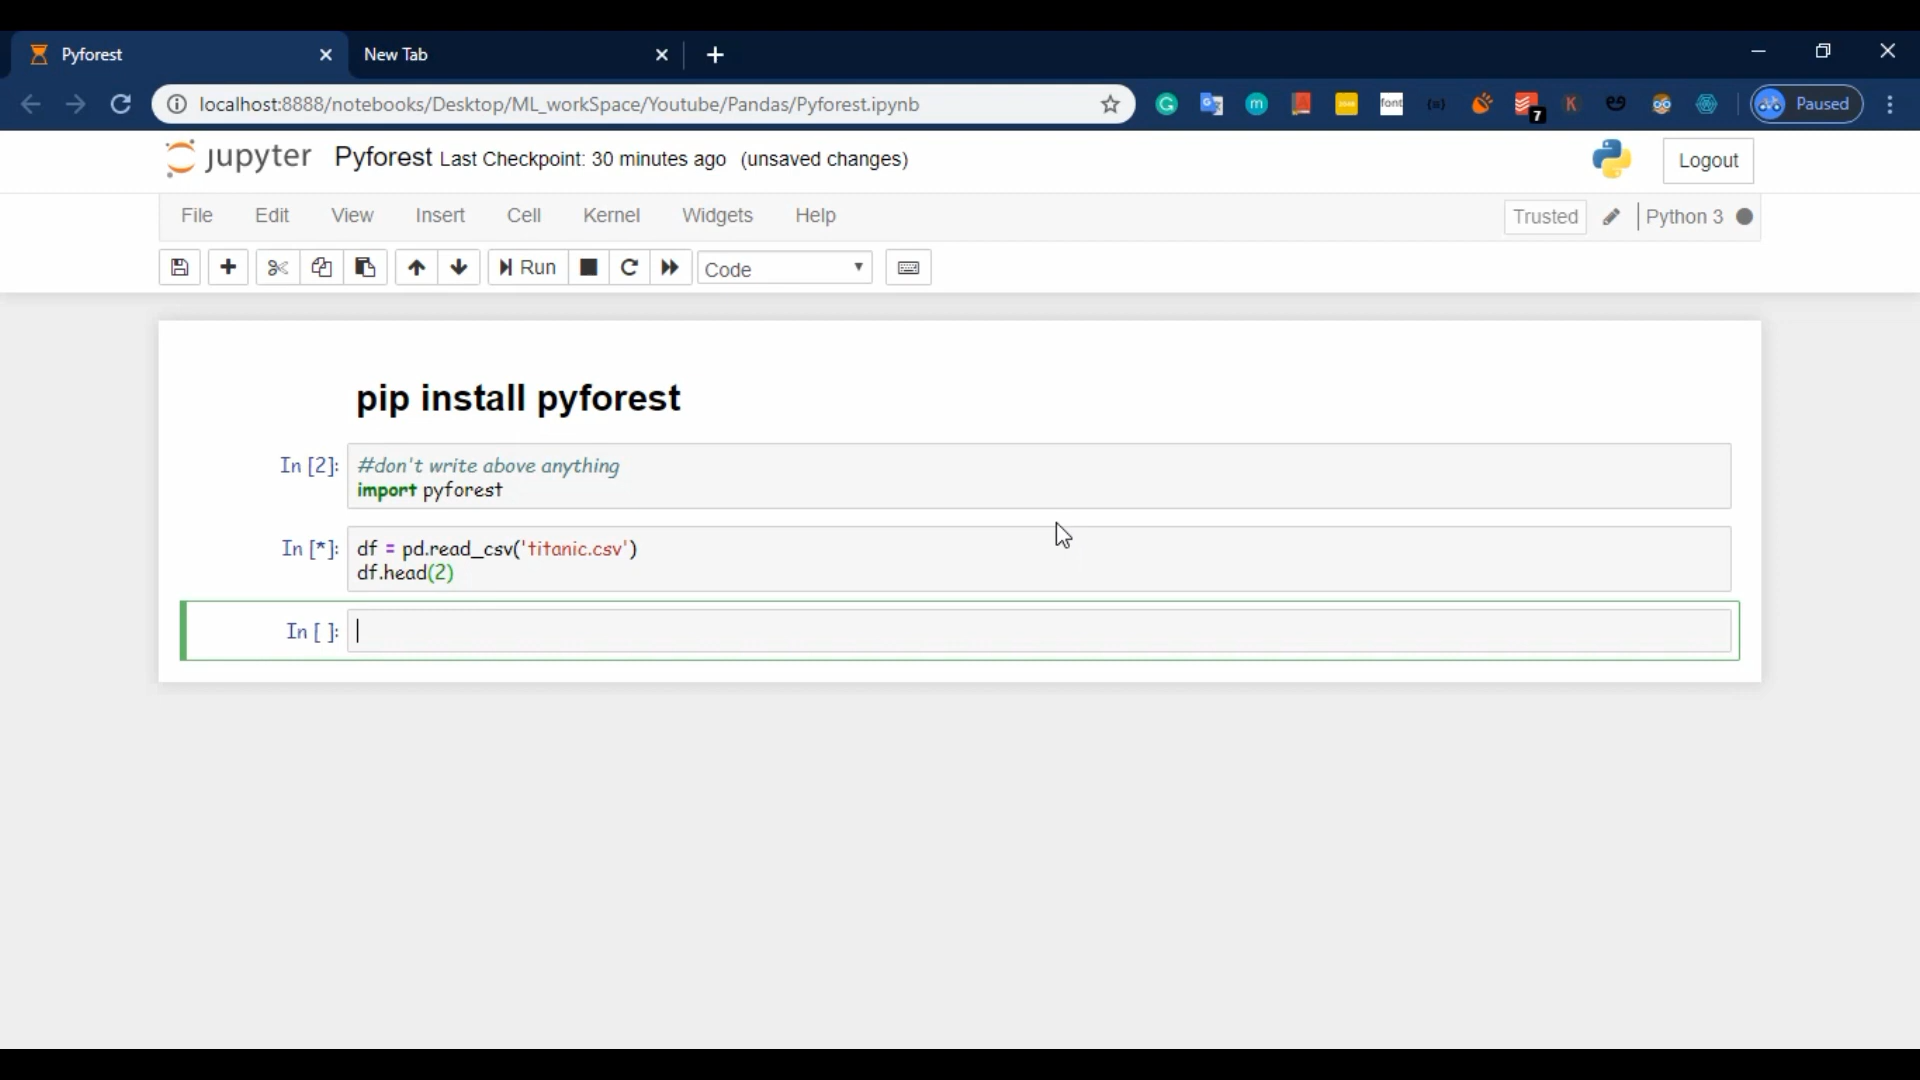 Pyforest
New Tab
localhost:8888/notebooks/Desktop/ML_workSpace/Youtube/Pandas/Pyforest.ipynb
font
7
K
Paused
jupyter Pyforest Last Checkpoint: 30 minutes ago (unsaved changes)
Logout
File Edit View Insert Cell Kernel Widgets Help
Trusted Python 3
Run Code
pip install pyforest
In [2]: #don't write above anything
import pyforest
In [*]: df = pd.read_csv('titanic.csv')
df.head(2)
In [ ]: